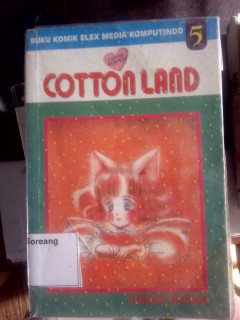 BUKU KOMIK ELEX MEDIA KOMPUTINDO
5
COTTON LAND
Soreang